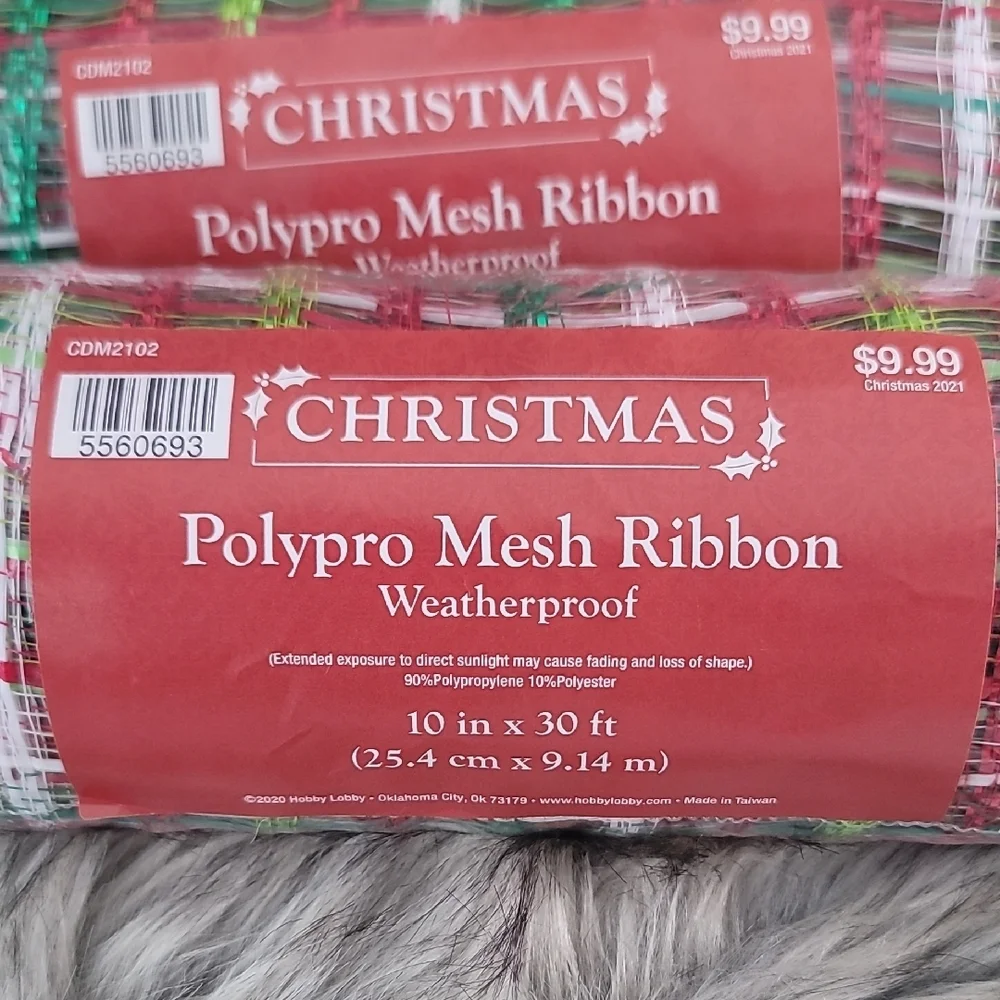 CDM2102
$9.99
Christmas 2021
5560693
CHRISTMAS
Polypro Mesh Ribbon
Weatherproof
CDM2102
$9.99
Christmas 2021
5560693
CHRISTMAS
Polypro Mesh Ribbon
Weatherproof
(Extended exposure to direct sunlight may cause fading and loss of shape.)
90%Polypropylene 10%Polyester
10 in x 30 ft
(25.4 cm x 9.14 m)
©2020 Hobby Lobby • Oklahoma City, Ok 73179 • www.hobbylobby.com • Made in Taiwan